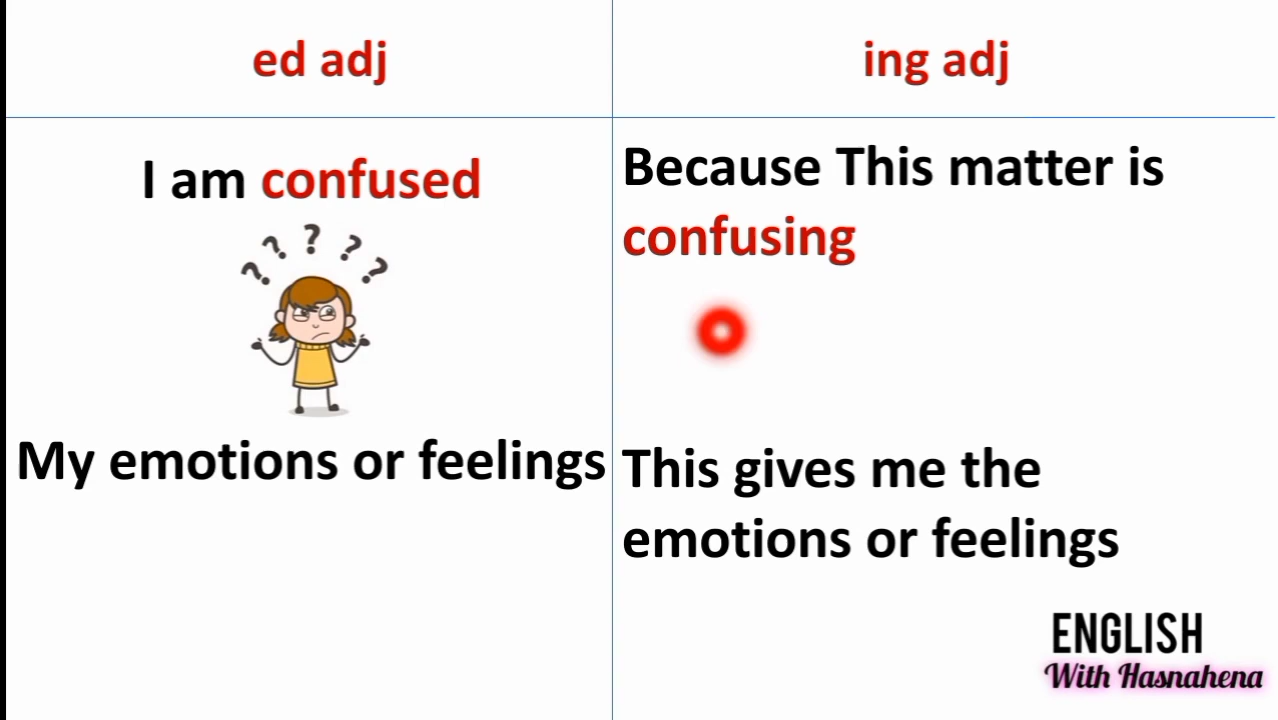 ed adj
ing adj
I am confused
? ? ? ? ?
My emotions or feelings
Because This matter is
confusing
This gives me the
emotions or feelings
ENGLISH
With Hasnahena